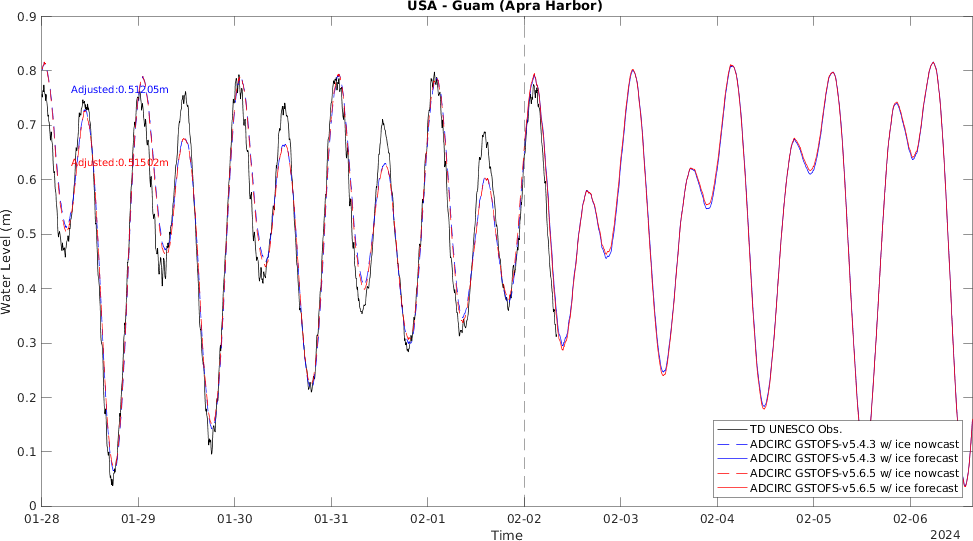 USA - Guam (Apra Harbor)
0.9
0.8
0.7
0.6
0.5
0.4
0.3
0.2
0.1
0
Water Level (m)
Adjusted:0.51205m
Adjusted:0.51502m
TD UNESCO Obs.
ADCIRC GSTOFS-v5.4.3 w/ ice nowcast
ADCIRC GSTOFS-v5.4.3 w/ ice forecast
ADCIRC GSTOFS-v5.6.5 w/ ice nowcast
ADCIRC GSTOFS-v5.6.5 w/ ice forecast
01-28 01-29 01-30 01-31 02-01 02-02 02-03 02-04 02-05 02-06
Time
2024